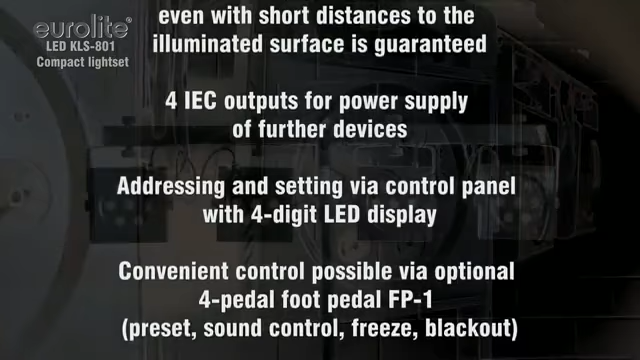 eurolite®
LED KLS-801
Compact lightset
even with short distances to the
illuminated surface is guaranteed
4 IEC outputs for power supply
of further devices
Addressing and setting via control panel
with 4-digit LED display
Convenient control possible via optional
4-pedal foot pedal FP-1
(preset, sound control, freeze, blackout)